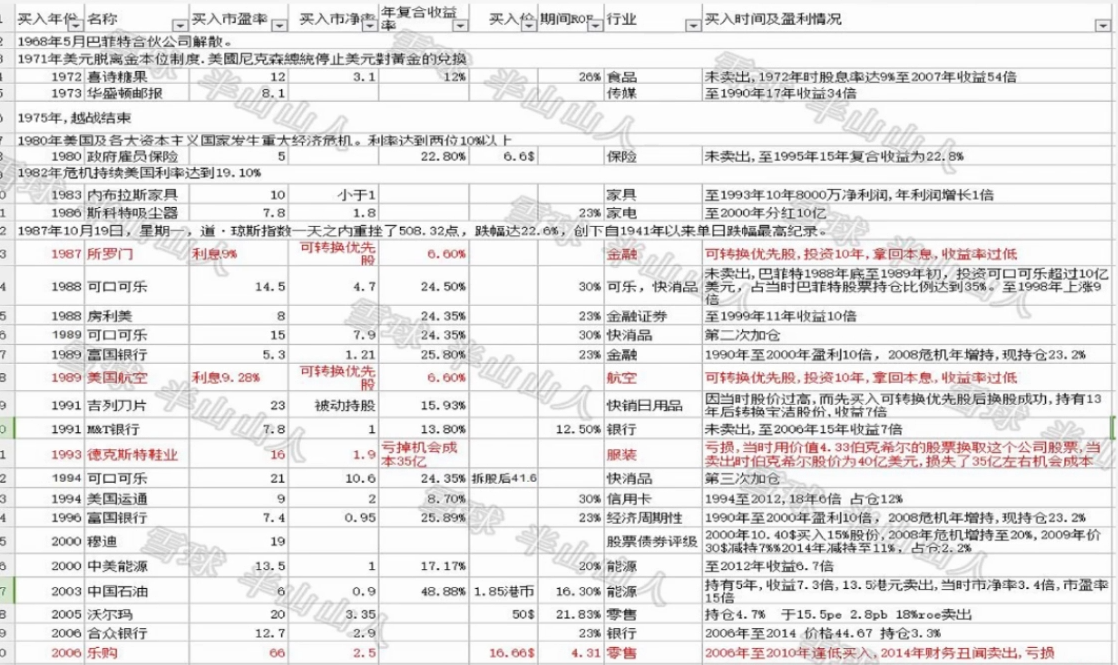 买入年份 名称 买入市盈率 买入市净率 年复合收益率 买入价 期间ROE 行业 买入时间及盈利情况
1968年5月巴菲特合伙公司解散。
1971年美元脱离金本位制度.美國尼克森總統停止美元對黃金的兌換
1972 喜诗糖果 12 3.1 12% 26% 食品 未卖出,1972年时股息率达9%至2007年收益54倍
1973 华盛顿邮报 8.1 传媒 至1990年17年收益34倍
1975年,越战结束
1980年美国及各大资本主义国家发生重大经济危机。利率达到两位10%以上
1980 政府雇员保险 5 22.80% 6.6$ 保险 未卖出,至1995年15年复合收益为22.8%
1982年危机持续美国利率达到19.10%
1983 内布拉斯家具 10 小于1 家具 至1993年10年8000万净利润,年利润增长1倍
1986 斯科特吸尘器 7.8 1.8 23% 家电 至2000年分红10亿
1987年10月19日，星期一，道·琼斯指数一天之内重挫了508.32点，跌幅达22.6%，创下自1941年以来单日跌幅最高纪录。
1987 所罗门 利息9% 可转换优先股 6.60% 金融 可转换优先股,投资10年,拿回本息,收益率过低
1988 可口可乐 14.5 4.7 24.50% 30% 可乐，快消品 未卖出,巴菲特1988年底至1989年初，投资可口可乐超过10亿美元，占当时巴菲特股票持仓比例达到35%。至1998年上涨9倍
1988 房利美 8 24.35% 23% 金融证券 至1999年11年收益10倍
1989 可口可乐 15 7.9 24.35% 30% 快消品 第二次加仓
1989 富国银行 5.3 1.21 25.80% 23% 金融 1990年至2000年盈利10倍，2008危机年增持,现持仓23.2%
1989 美国航空 利息9.28% 可转换优先股 6.60% 航空 可转换优先股,投资10年,拿回本息,收益率过低
1991 吉列刀片 23 被动持股 15.93% 快销日用品 因当时股价过高,而先买入可转换优先股后换股成功,持有13年后转换宝洁股份,收益7倍
1991 M&T银行 7.8 1 13.80% 12.50% 银行 未卖出,至2006年15年收益7倍
1993 德克斯特鞋业 16 1.9 亏掉机会成本35亿 服装 亏损,当时用价值4.33伯克希尔的股票换取这个公司股票,当卖出时伯克希尔股价为40亿美元,损失了35亿左右机会成本
1994 可口可乐 21 10.6 24.35% 拆股后41.6 快消品 第三次加仓
1994 美国运通 9 2 8.70% 30% 信用卡 1994至2012,18年6倍 占仓12%
1996 富国银行 7.4 0.95 25.89% 23% 经济周期性 1990年至2000年盈利10倍，2008危机年增持,现持仓23.2%
2000 穆迪 19 股票债券评级 2000年10.40$买入15%股份,2008年危机增持至20%,2009年价30$减持7%%2014年减持至11%，占仓2.2%
2000 中美能源 13.5 1 17.17% 20% 能源 至2012年收益6.7倍
2003 中国石油 6 0.9 48.88% 1.85港币 16.30% 能源 持有5年,收益7.3倍,13.5港元卖出,当时市净率3.4倍,市盈率15倍
2005 沃尔玛 20 3.35 50$ 21.83% 零售 持仓4.7% 于15.5pe 2.8pb 18%roe卖出
2006 合众银行 12.7 2.9 23% 银行 2006年至2014 价格44.67 持仓3.3%
2006 乐购 66 2.5 16.66$ 4.31 零售 2006年至2010年逢低买入,2014年财务丑闻卖出,亏损
雪球 半山山人